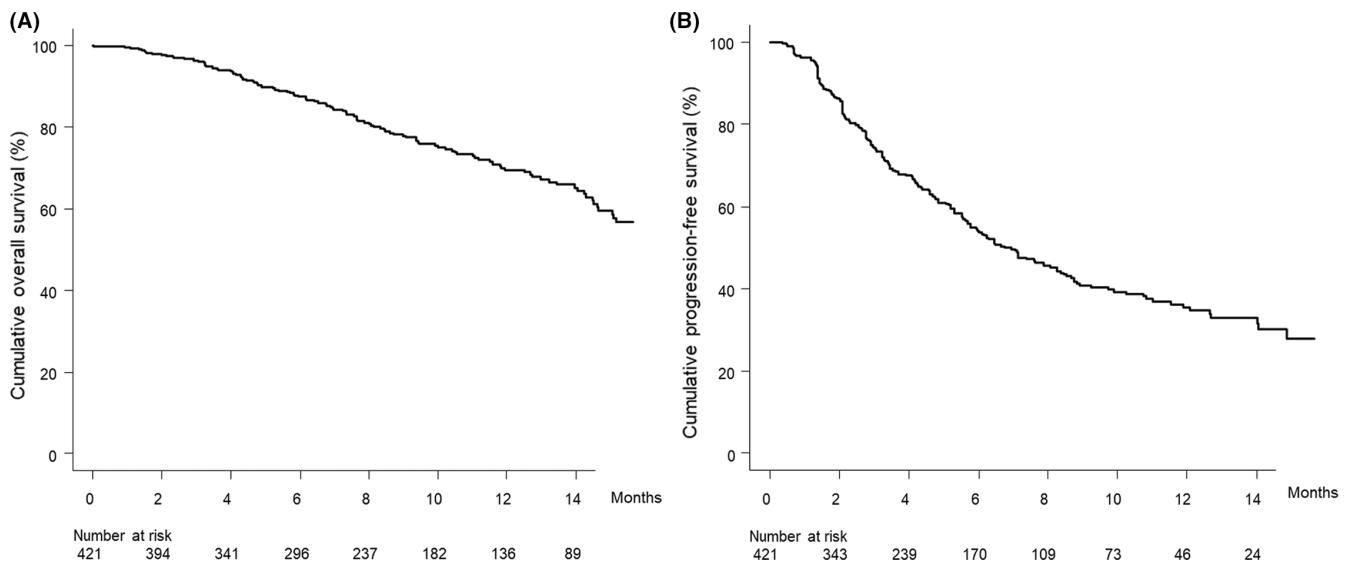 (A)
Cumulative overall survival (%)
100
80
60
40
20
0
0 2 4 6 8 10 12 14 Months
Number at risk
421 394 341 296 237 182 136 89
(B)
Cumulative progression-free survival (%)
100
80
60
40
20
0
0 2 4 6 8 10 12 14 Months
Number at risk
421 343 239 170 109 73 46 24